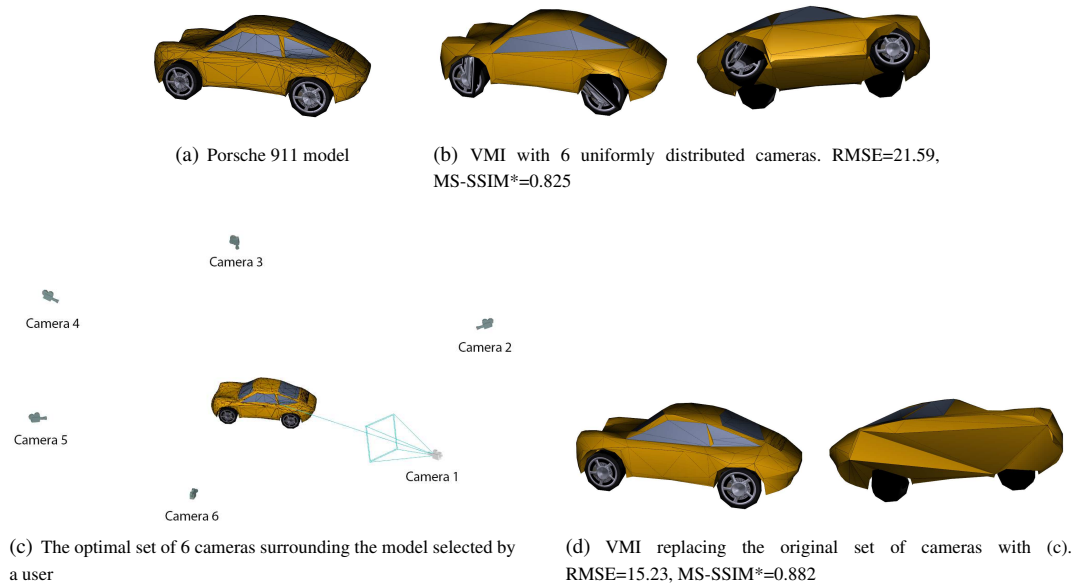 (a) Porsche 911 model
(b) VMI with 6 uniformly distributed cameras. RMSE=21.59,
MS-SSIM*=0.825
Camera 3
Camera 4
Camera 2
Camera 5
Camera 1
Camera 6
(c) The optimal set of 6 cameras surrounding the model selected by
a user
(d) VMI replacing the original set of cameras with (c).
RMSE=15.23, MS-SSIM*=0.882